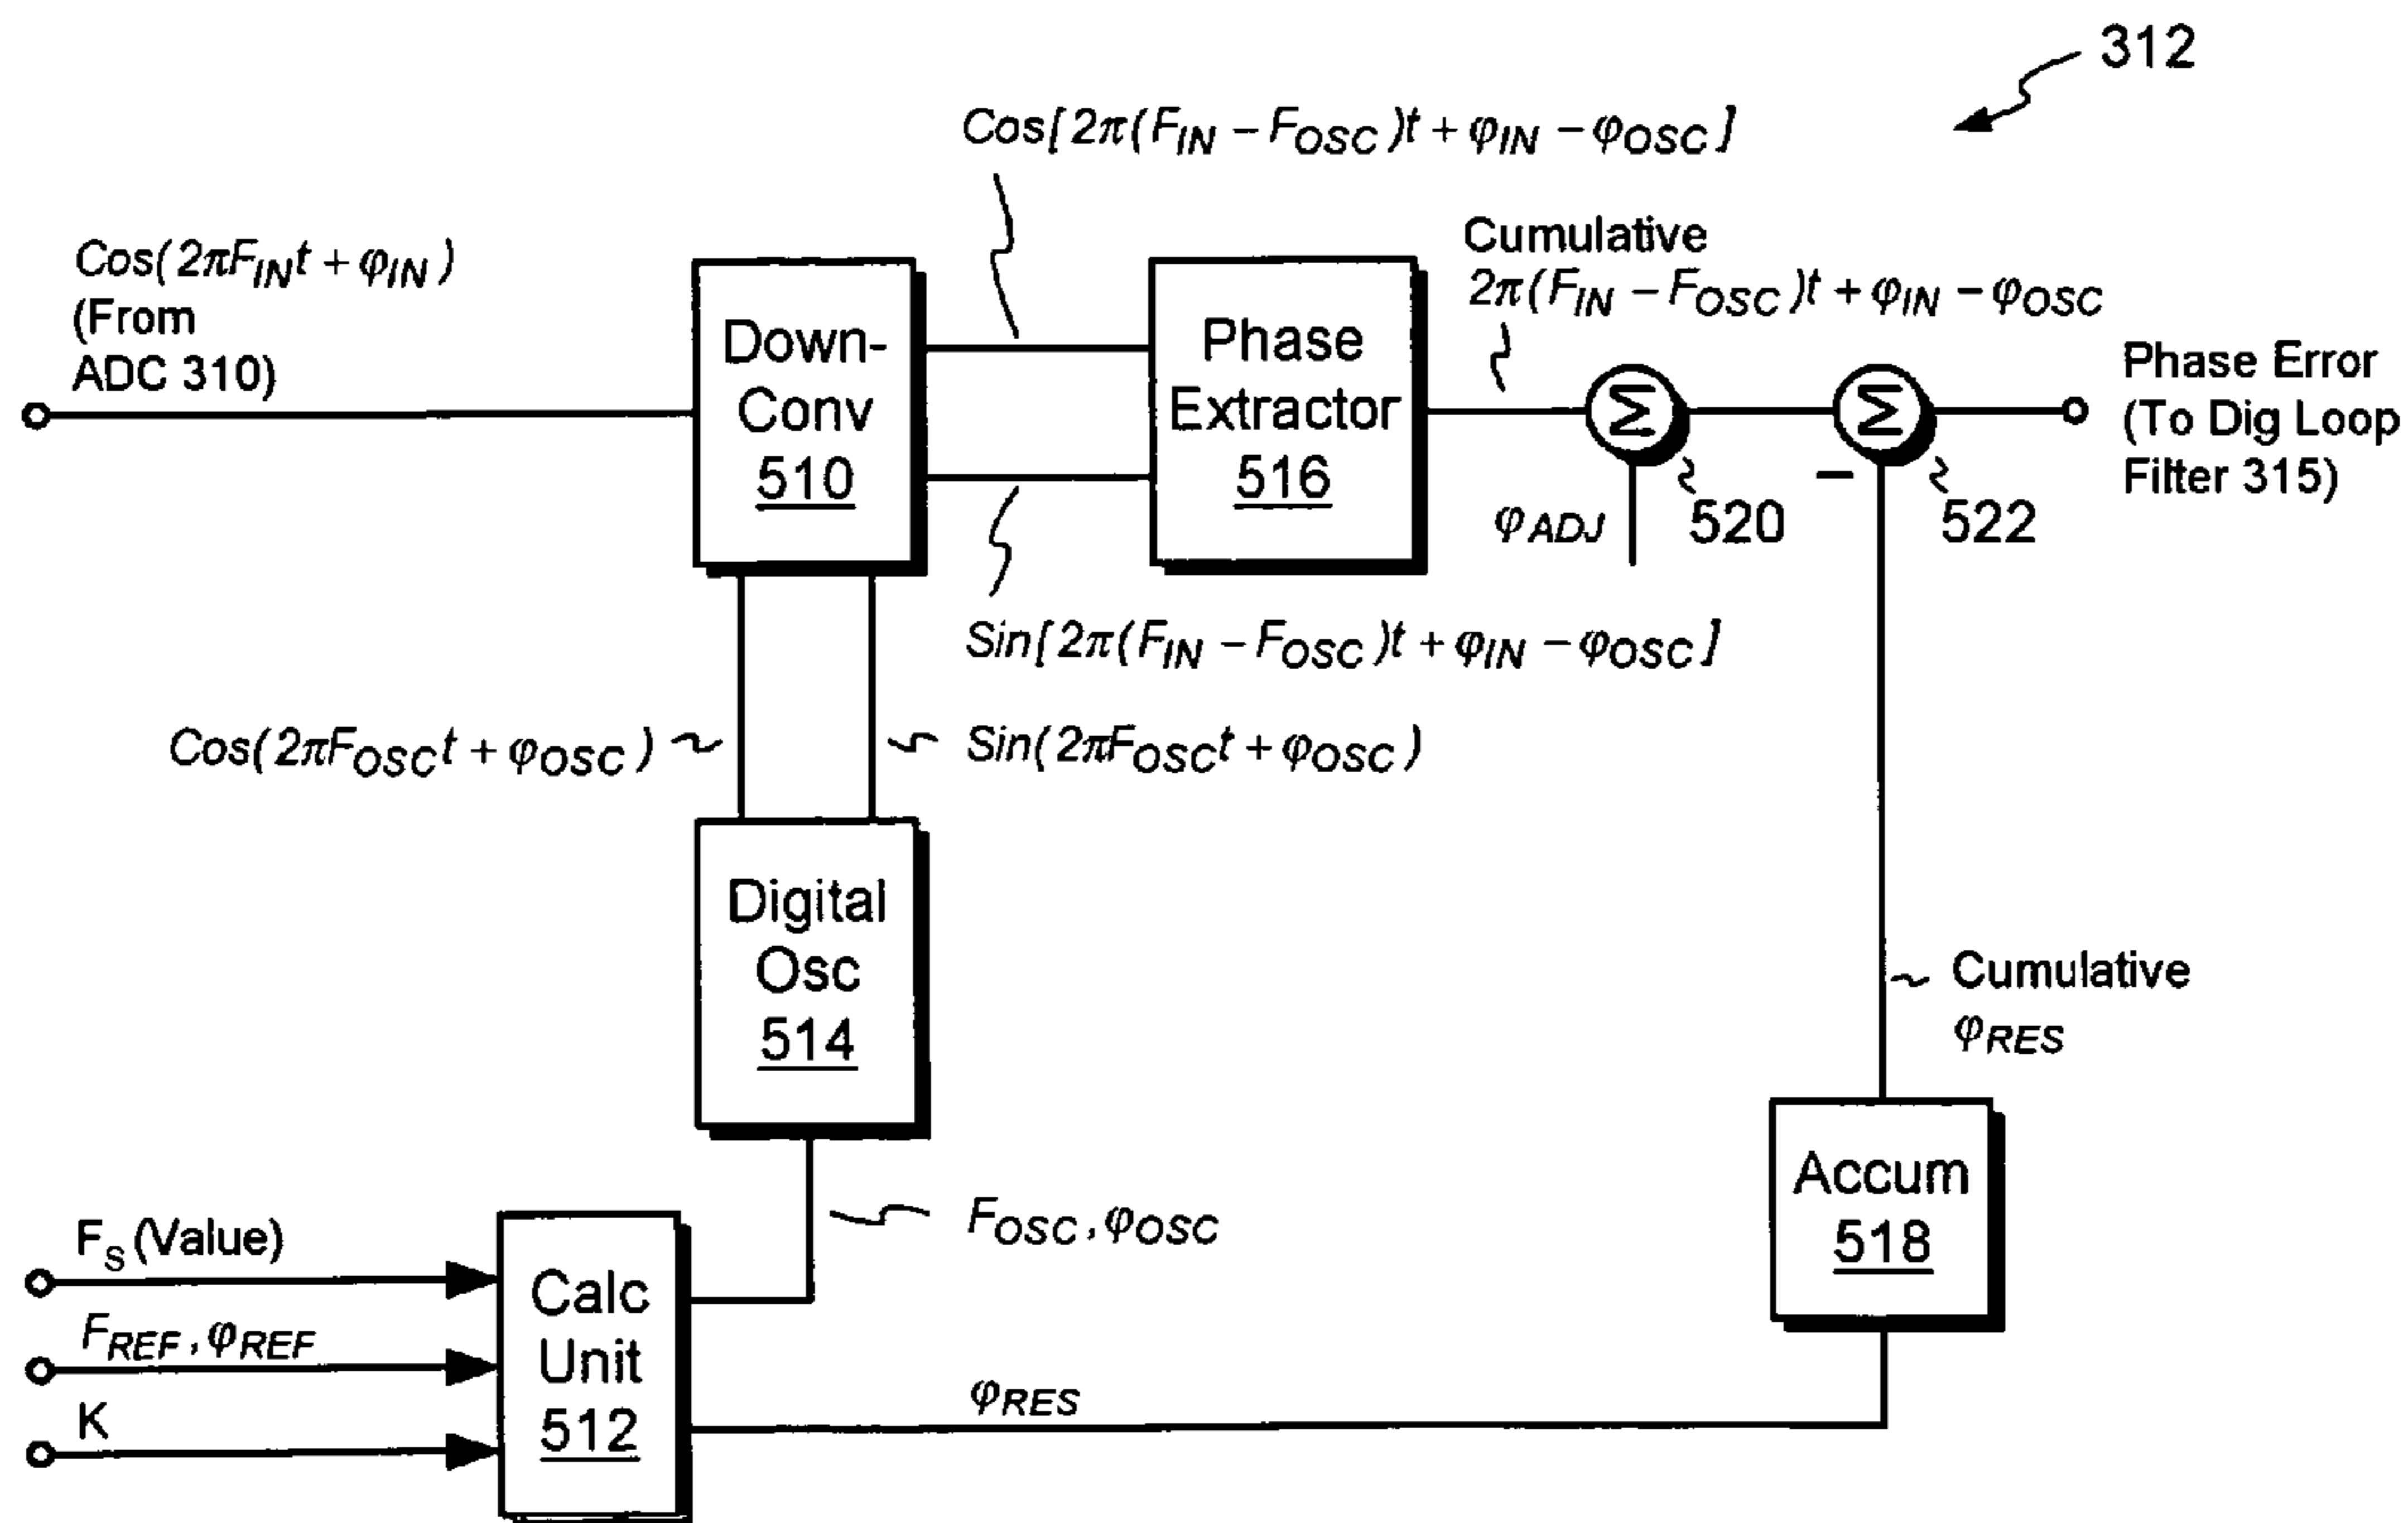 312
Cos[2π(F_IN − F_OSC)t + φ_IN − φ_OSC]
Cos(2πF_IN t + φ_IN)
(From
ADC 310)
Down-
Conv
510
Phase
Extractor
516
Cumulative
2π(F_IN − F_OSC)t + φ_IN − φ_OSC
Σ
Σ
Phase Error
(To Dig Loop
Filter 315)
φ_ADJ
520
−
522
Sin[2π(F_IN − F_OSC)t + φ_IN − φ_OSC]
Cos(2πF_OSC t + φ_OSC)
Sin(2πF_OSC t + φ_OSC)
Digital
Osc
514
Cumulative
φ_RES
Accum
518
F_OSC, φ_OSC
F_S (Value)
F_REF, φ_REF
K
Calc
Unit
512
φ_RES